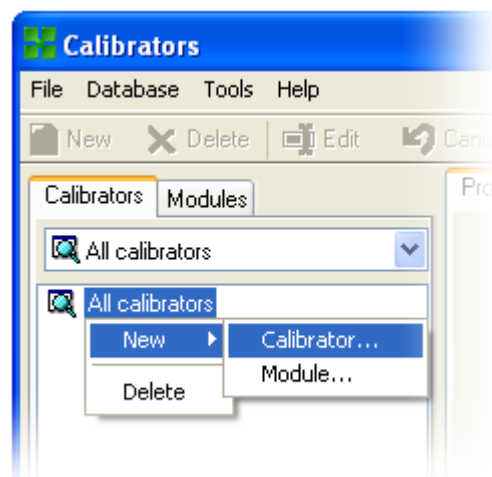 Calibrators
File Database Tools Help
New Delete Edit
Calibrators Modules
All calibrators
All calibrators
New Calibrator...
Module...
Delete